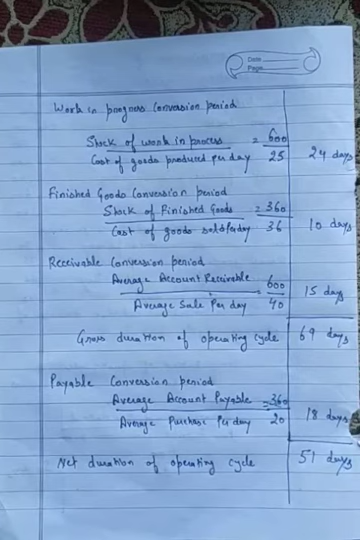 Date
Page
Work in porgress Conversion period
Stock of work in process = 600
Cost of goods produced per day 25 24 days
Finished Goods Conversion period
Stock of Finished Goods = 360
Cost of goods sold per day 36 10 days
Receivable Conversion period
Average Account Receivable = 600
Average Sale Per day 40 15 days
Gross duration of operating cycle 69 days
Payable Conversion period
Average Account Payable = 360
Average Purchase Per day 20 18 days
Net duration of operating cycle 51 days